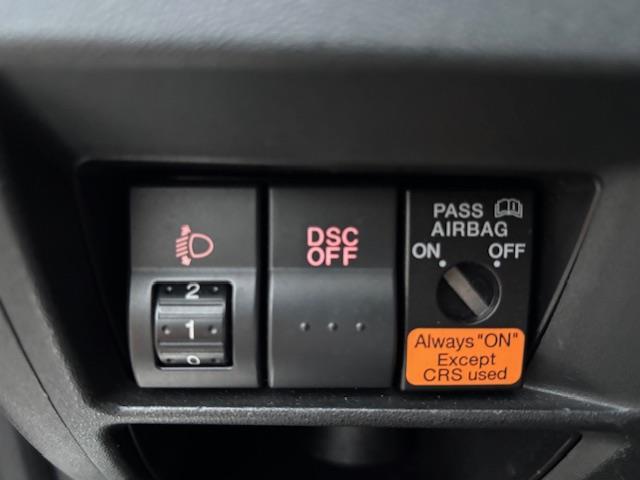 2
1
0
DSC
OFF
PASS
AIRBAG
ON OFF
Always "ON"
Except
CRS used